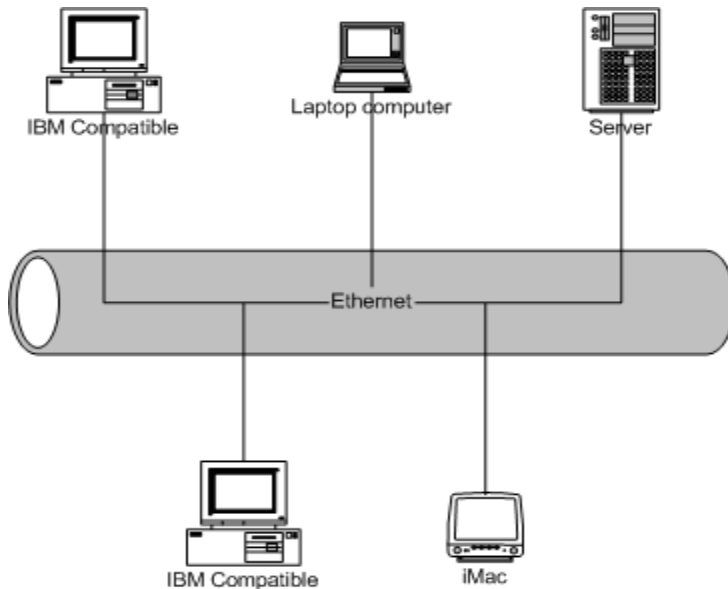 IBM Compatible
Laptop computer
Server
Ethernet
IBM Compatible
iMac